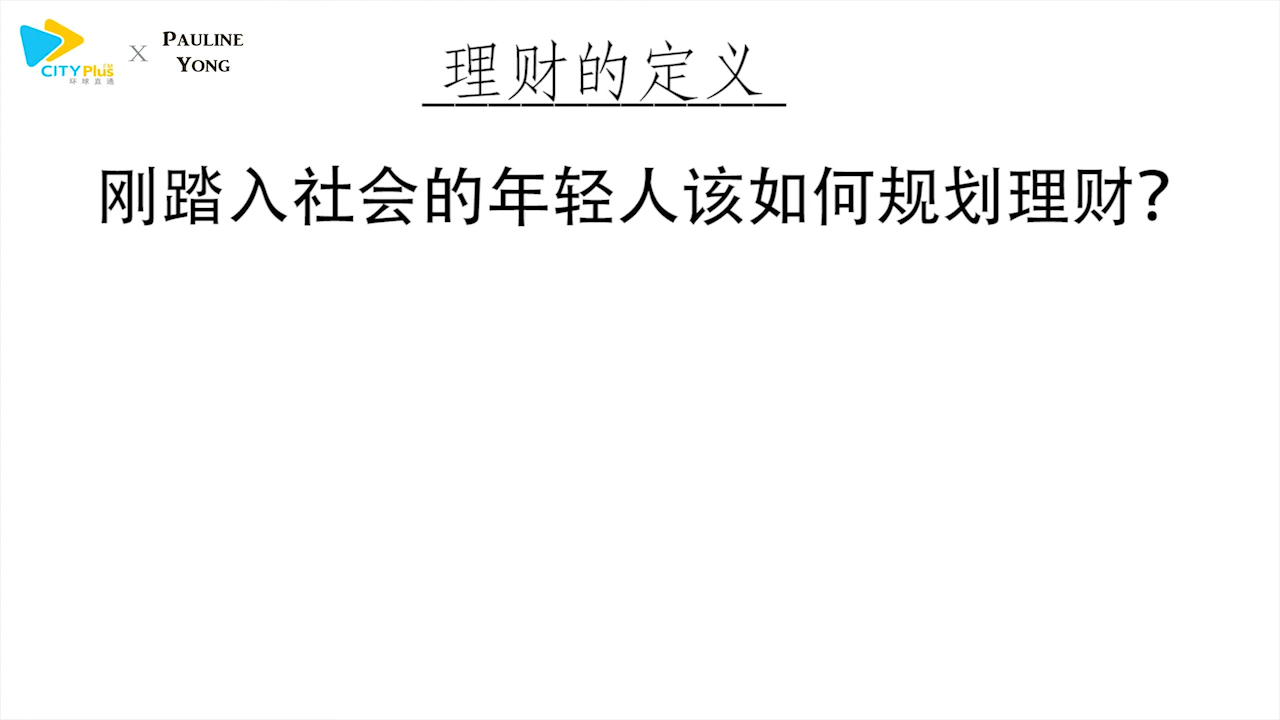 CITY Plus FM
环球直通
X
PAULINE
YONG
理财的定义
刚踏入社会的年轻人该如何规划理财?